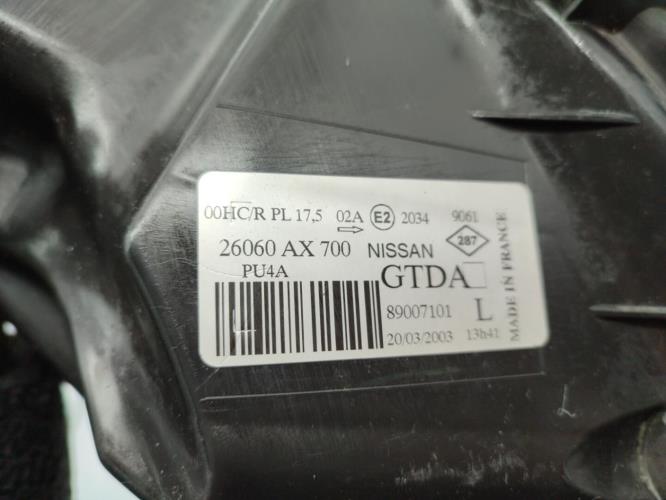 00HC/R PL 17,5 02A E2 2034 9061
26060 AX 700 NISSAN 287
PU4A GTDA
89007101 L
20/03/2003 13h41
MADE IN FRANCE